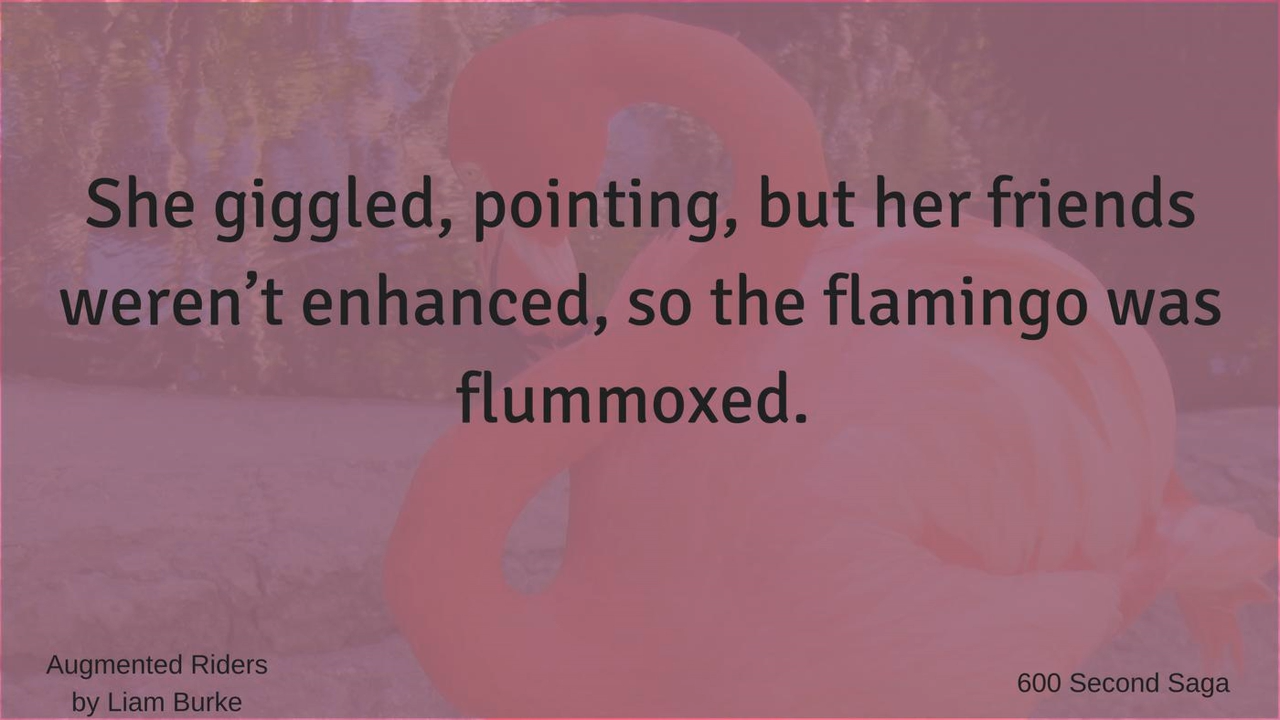 She giggled, pointing, but her friends
weren’t enhanced, so the flamingo was
flummoxed.
Augmented Riders
by Liam Burke
600 Second Saga